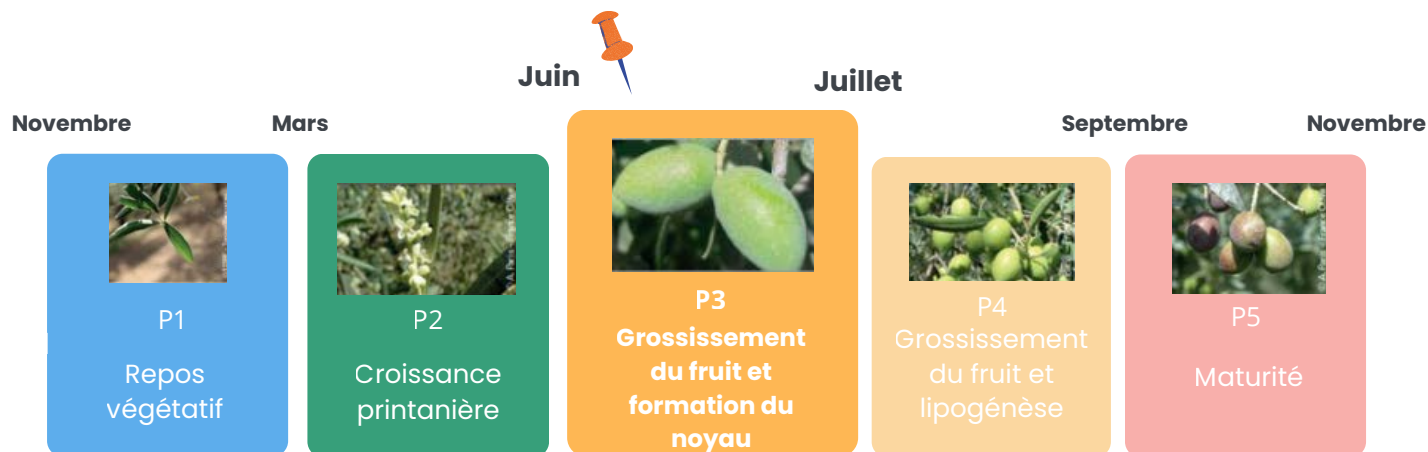 Juin
Juillet
Novembre
Mars
Septembre
Novembre
P1
Repos
végétatif
P2
Croissance
printanière
P3
Grossissement
du fruit et
formation du
noyau
P4
Grossissement
du fruit et
lipogénèse
P5
Maturité